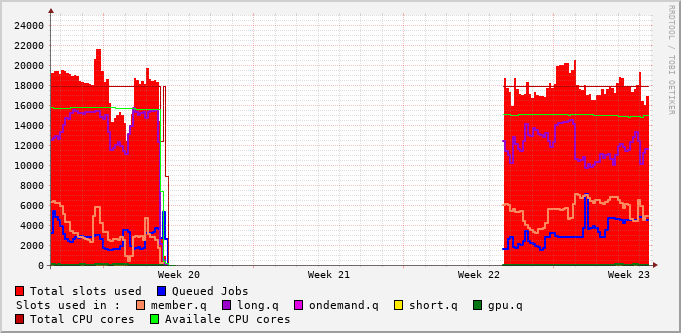 RRDTOOL / TOBI OETIKER
24000
22000
20000
18000
16000
14000
12000
10000
8000
6000
4000
2000
0
Week 20 Week 21 Week 22 Week 23
Total slots used Queued Jobs
Slots used in : member.q long.q ondemand.q short.q gpu.q
Total CPU cores Availale CPU cores